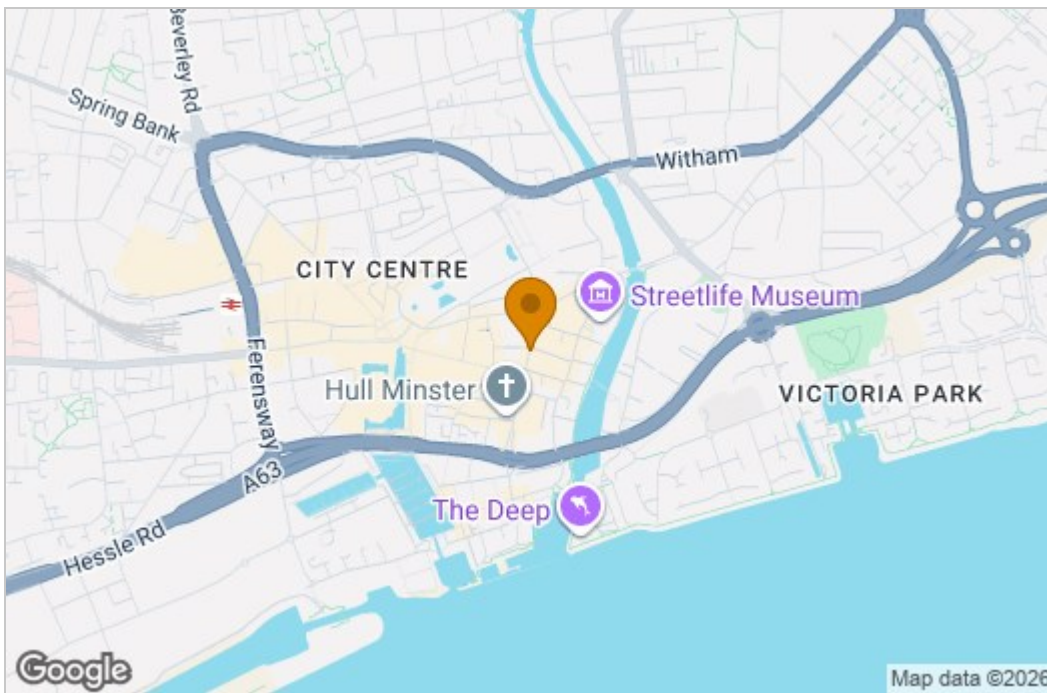 Beverley Rd
Spring Bank
Witham
CITY CENTRE
Streetlife Museum
Ferensway
Hull Minster
VICTORIA PARK
A63
The Deep
Hessle Rd
Google
Map data ©2026